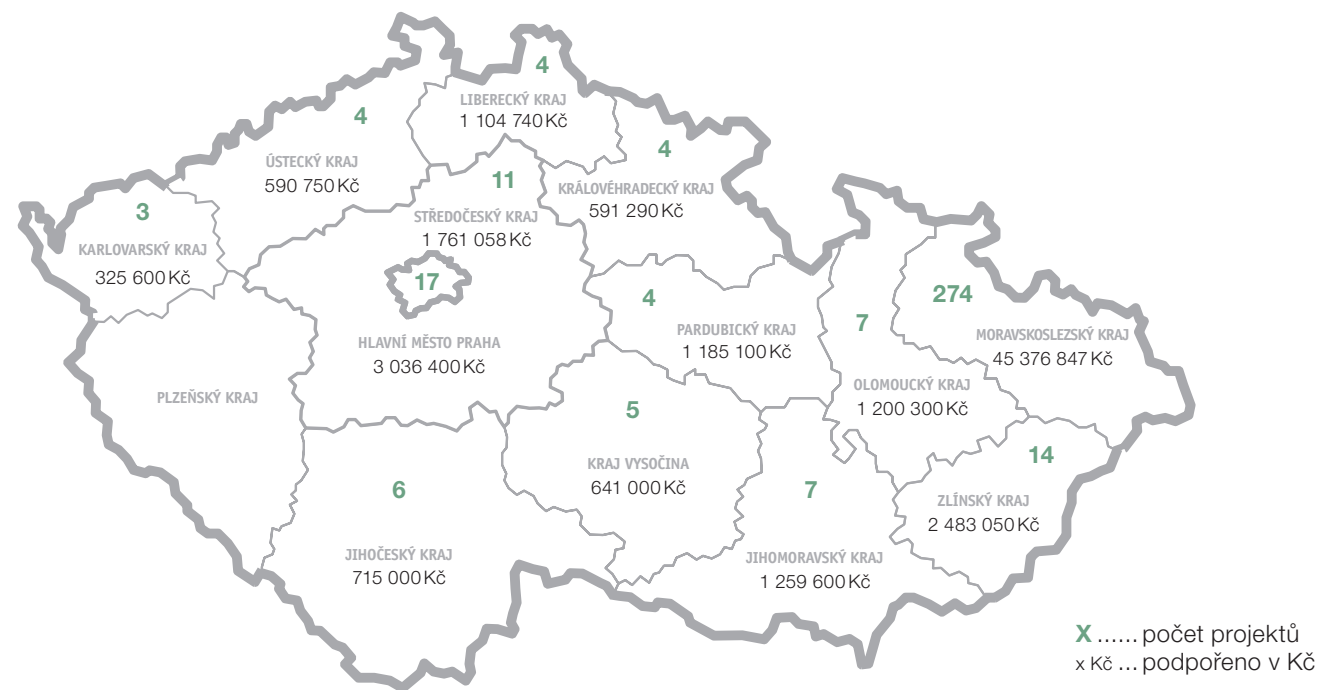 4
LIBERECKÝ KRAJ
1 104 740 Kč
4
ÚSTECKÝ KRAJ
590 750 Kč
4
KRÁLOVÉHRADECKÝ KRAJ
591 290 Kč
11
STŘEDOČESKÝ KRAJ
1 761 058 Kč
3
KARLOVARSKÝ KRAJ
325 600 Kč
17
HLAVNÍ MĚSTO PRAHA
3 036 400 Kč
4
PARDUBICKÝ KRAJ
1 185 100 Kč
274
MORAVSKOSLEZSKÝ KRAJ
45 376 847 Kč
7
OLOMOUCKÝ KRAJ
1 200 300 Kč
PLZEŇSKÝ KRAJ
5
KRAJ VYSOČINA
641 000 Kč
14
ZLÍNSKÝ KRAJ
2 483 050 Kč
6
JIHOČESKÝ KRAJ
715 000 Kč
7
JIHOMORAVSKÝ KRAJ
1 259 600 Kč
X ...... počet projektů
x Kč ... podpořeno v Kč